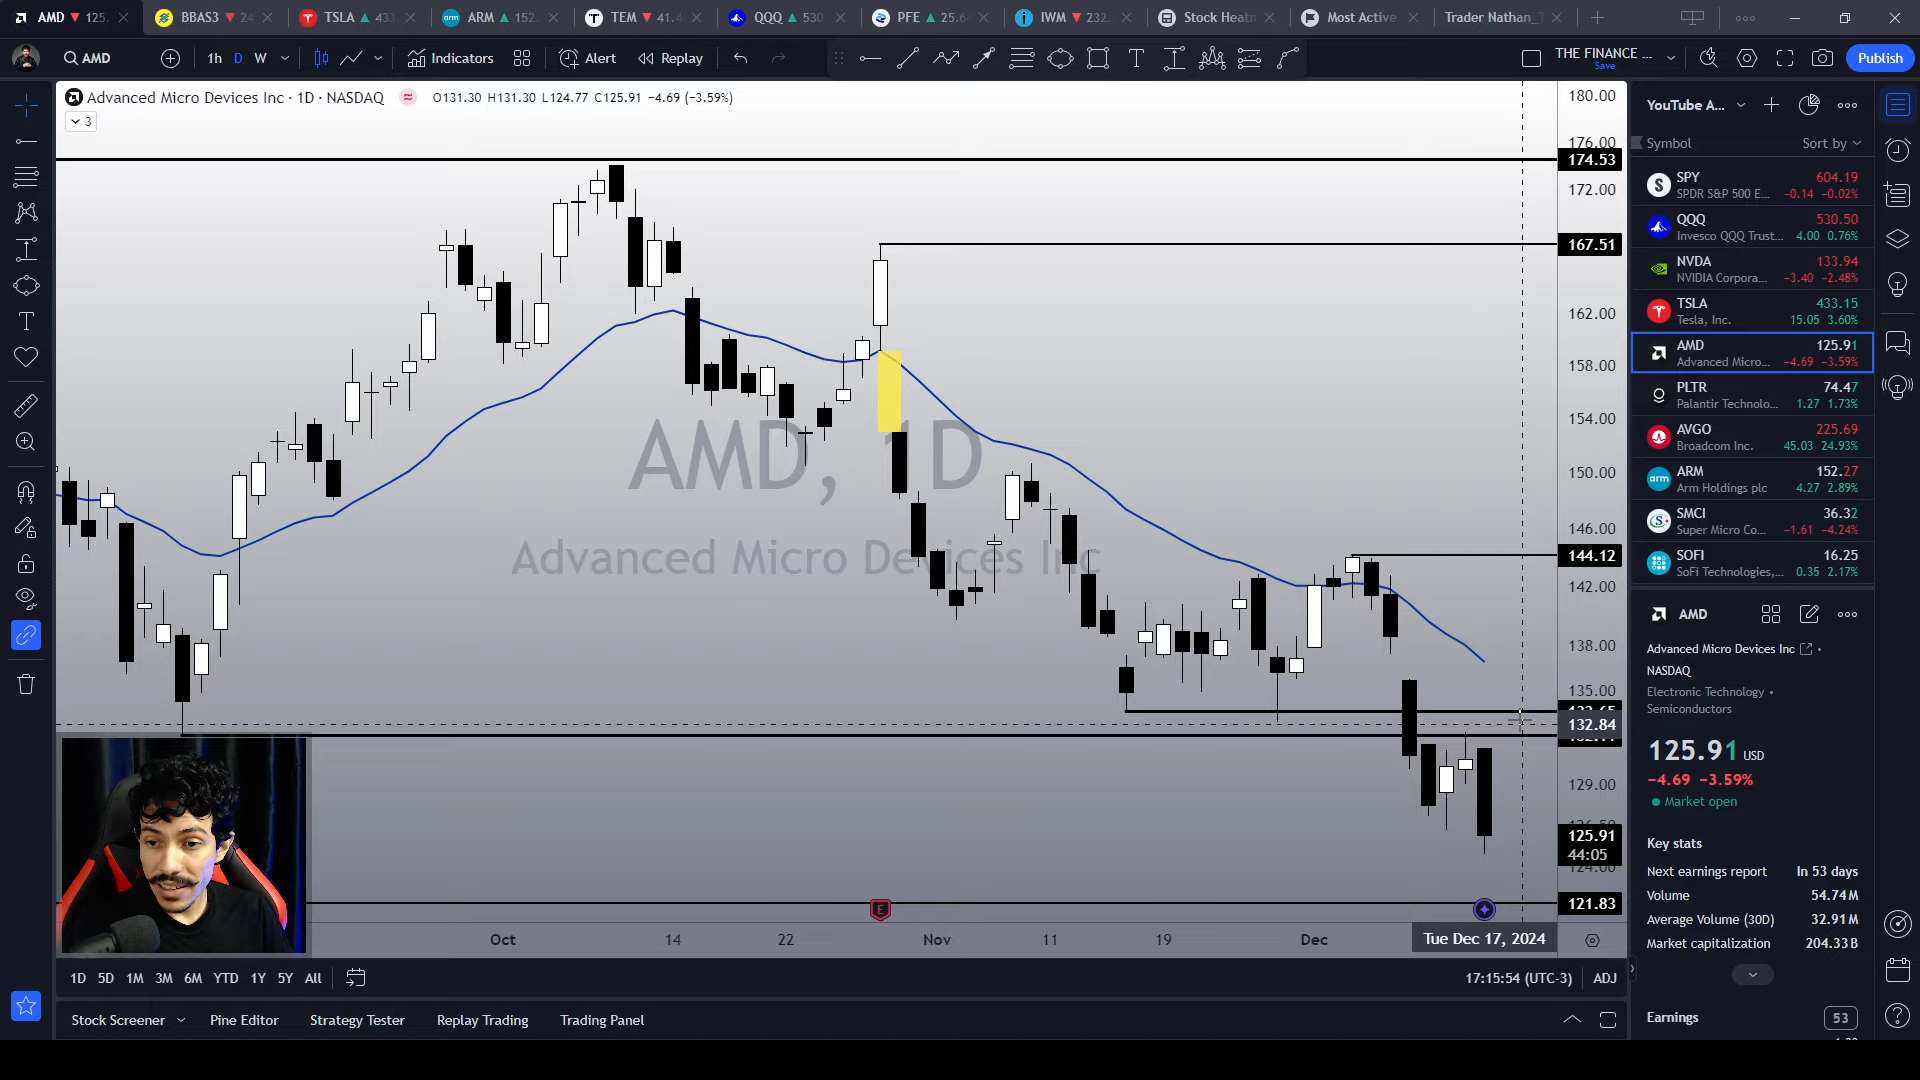 AMD ▼ 125.
BBAS3 ▼ 24
TSLA ▲ 433
ARM ▲ 152.
TEM ▼ 41.4
QQQ ▲ 530
PFE ▲ 25.6
IWM ▼ 232.
Stock Heatm
Most Active
Trader Nathan_T
AMD
1h D W
Indicators
Alert
Replay
THE FINANCE ...
Save
Publish
Advanced Micro Devices Inc · 1D · NASDAQ
O131.30 H131.30 L124.77 C125.91 −4.69 (−3.59%)
3
AMD, 1D
Advanced Micro Devices Inc
180.00
176.00
174.53
172.00
167.51
162.00
158.00
154.00
150.00
146.00
144.12
142.00
138.00
135.00
132.84
129.00
125.91
44:05
124.00
121.83
E
Oct
14
22
Nov
11
19
Dec
Tue Dec 17, 2024
1D 5D 1M 3M 6M YTD 1Y 5Y All
17:15:54 (UTC-3)
ADJ
Stock Screener
Pine Editor
Strategy Tester
Replay Trading
Trading Panel
YouTube A...
Symbol
Sort by
SPY 604.19
SPDR S&P 500 E... −0.14 −0.02%
QQQ 530.50
Invesco QQQ Trust... 4.00 0.76%
NVDA 133.94
NVIDIA Corpora... −3.40 −2.48%
TSLA 433.15
Tesla, Inc. 15.05 3.60%
AMD 125.91
Advanced Micro... −4.69 −3.59%
PLTR 74.47
Palantir Technolo... 1.27 1.73%
AVGO 225.69
Broadcom Inc. 45.03 24.93%
ARM 152.27
Arm Holdings plc 4.27 2.89%
SMCI 36.32
Super Micro Co... −1.61 −4.24%
SOFI 16.25
SoFi Technologies,... 0.35 2.17%
AMD
Advanced Micro Devices Inc •
NASDAQ
Electronic Technology •
Semiconductors
125.91 USD
−4.69 −3.59%
Market open
Key stats
Next earnings report In 53 days
Volume 54.74M
Average Volume (30D) 32.91M
Market capitalization 204.33B
Earnings
53